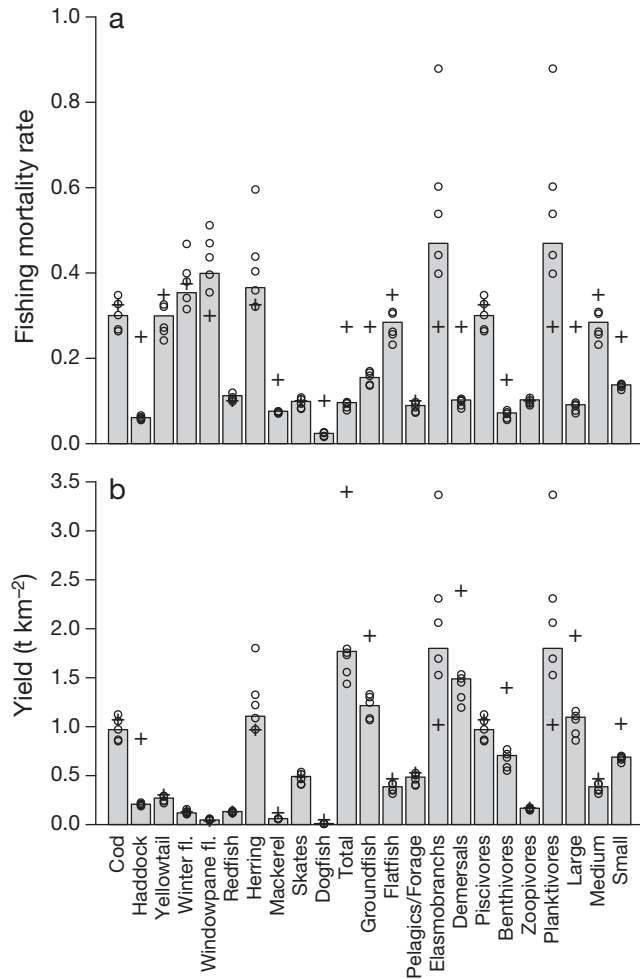 a
Fishing mortality rate
1.0
0.8
0.6
0.4
0.2
0.0
b
Yield (t km⁻²)
3.5
3.0
2.5
2.0
1.5
1.0
0.5
0.0
Cod
Haddock
Yellowtail
Winter fl.
Windowpane fl.
Redfish
Herring
Mackerel
Skates
Dogfish
Total
Groundfish
Flatfish
Pelagics/Forage
Elasmobranchs
Demersals
Piscivores
Benthivores
Zoopivores
Planktivores
Large
Medium
Small